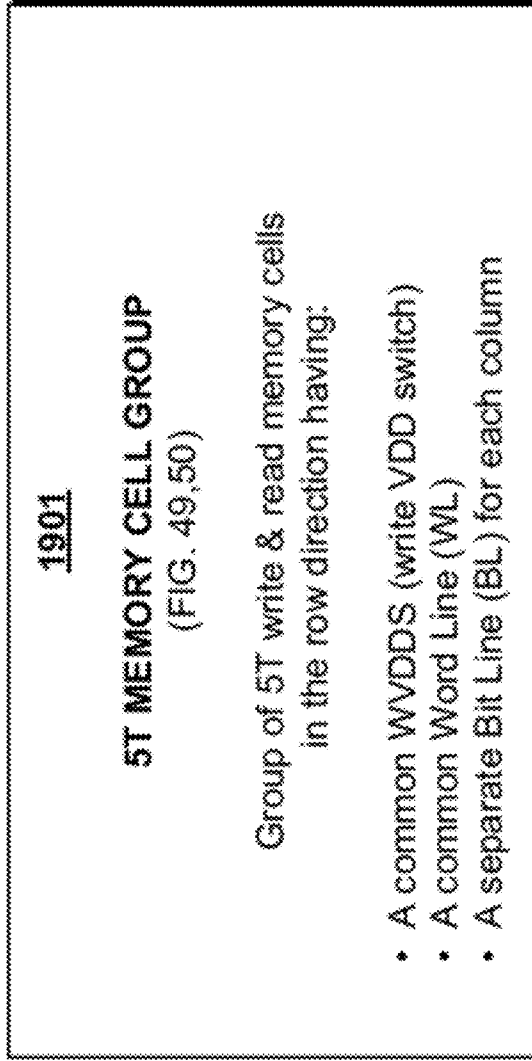 1901
5T MEMORY CELL GROUP
(FIG. 49,50)
Group of 5T write & read memory cells
in the row direction having:
• A common WVDDS (write VDD switch)
• A common Word Line (WL)
• A separate Bit Line (BL) for each column